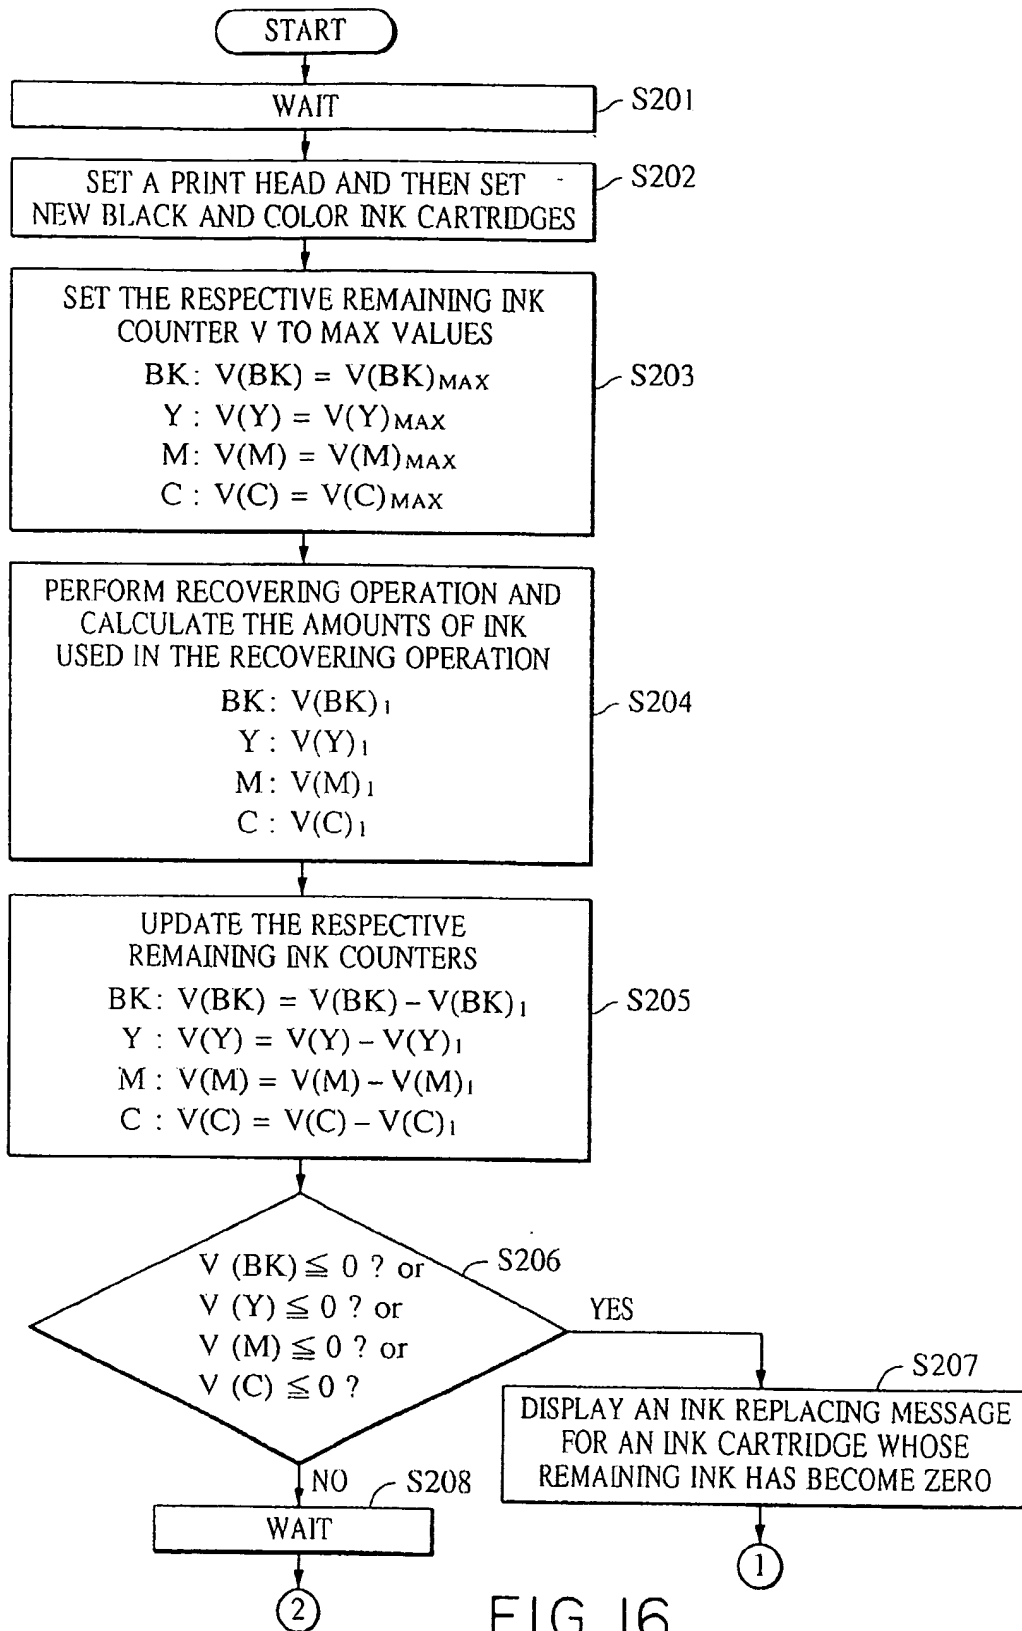 START
WAIT
S201
SET A PRINT HEAD AND THEN SET
NEW BLACK AND COLOR INK CARTRIDGES
S202
SET THE RESPECTIVE REMAINING INK
COUNTER V TO MAX VALUES
BK: V(BK) = V(BK)MAX
Y: V(Y) = V(Y)MAX
M: V(M) = V(M)MAX
C: V(C) = V(C)MAX
S203
PERFORM RECOVERING OPERATION AND
CALCULATE THE AMOUNTS OF INK
USED IN THE RECOVERING OPERATION
BK: V(BK)1
Y: V(Y)1
M: V(M)1
C: V(C)1
S204
UPDATE THE RESPECTIVE
REMAINING INK COUNTERS
BK: V(BK) = V(BK) – V(BK)1
Y : V(Y) = V(Y) – V(Y)1
M : V(M) = V(M) – V(M)1
C : V(C) = V(C) – V(C)1
S205
V (BK) ≦ 0 ? or
V (Y) ≦ 0 ? or
V (M) ≦ 0 ? or
V (C) ≦ 0 ?
S206
YES
S207
DISPLAY AN INK REPLACING MESSAGE
FOR AN INK CARTRIDGE WHOSE
REMAINING INK HAS BECOME ZERO
1
NO
S208
WAIT
2
FIG. 16